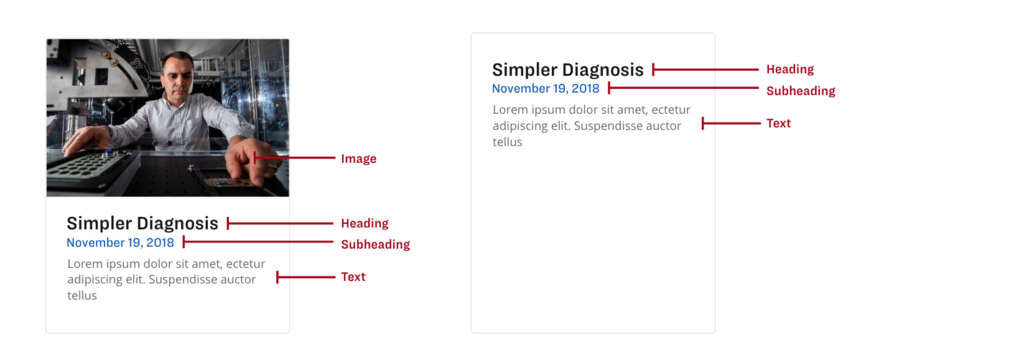 Image
Simpler Diagnosis
Heading
November 19, 2018
Subheading
Lorem ipsum dolor sit amet, ectetur
adipiscing elit. Suspendisse auctor
tellus
Text
Simpler Diagnosis
Heading
November 19, 2018
Subheading
Lorem ipsum dolor sit amet, ectetur
adipiscing elit. Suspendisse auctor
tellus
Text